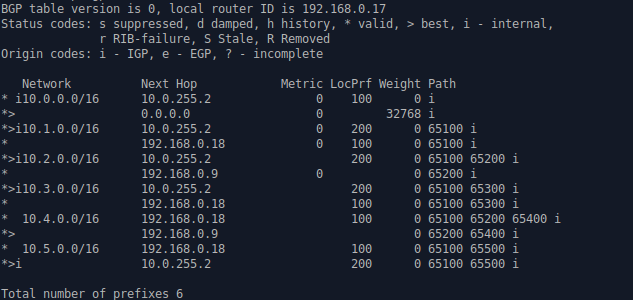 BGP table version is 0, local router ID is 192.168.0.17
Status codes: s suppressed, d damped, h history, * valid, > best, i - internal,
              r RIB-failure, S Stale, R Removed
Origin codes: i - IGP, e - EGP, ? - incomplete

   Network          Next Hop            Metric LocPrf Weight Path
* i10.0.0.0/16      10.0.255.2               0    100      0 i
*>                  0.0.0.0                  0         32768 i
*>i10.1.0.0/16      10.0.255.2               0    200      0 65100 i
*                   192.168.0.18             0    100      0 65100 i
*>i10.2.0.0/16      10.0.255.2                    200      0 65100 65200 i
*                   192.168.0.9              0             0 65200 i
*>i10.3.0.0/16      10.0.255.2                    200      0 65100 65300 i
*                   192.168.0.18                  100      0 65100 65300 i
*  10.4.0.0/16      192.168.0.18                  100      0 65100 65200 65400 i
*>                  192.168.0.9                            0 65200 65400 i
*  10.5.0.0/16      192.168.0.18                  100      0 65100 65500 i
*>i                 10.0.255.2                    200      0 65100 65500 i

Total number of prefixes 6